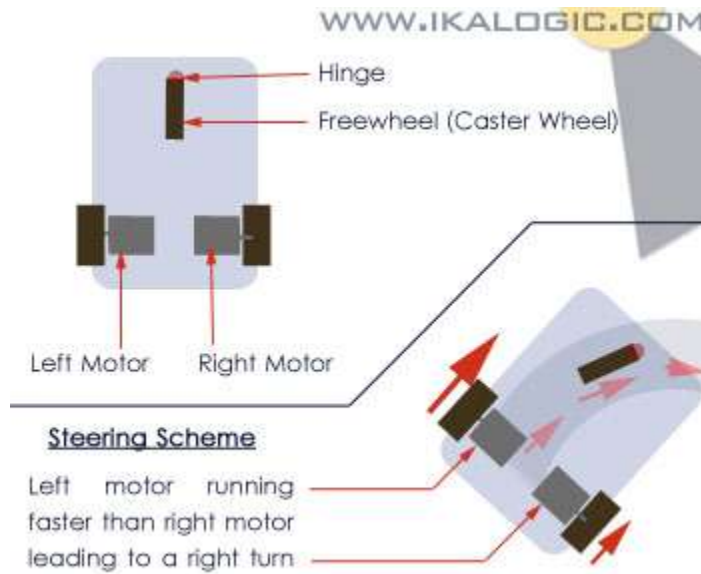 WWW.IKALOGIC.COM
Hinge
Freewheel (Caster Wheel)
Left Motor
Right Motor
Steering Scheme
Left motor running
faster than right motor
leading to a right turn